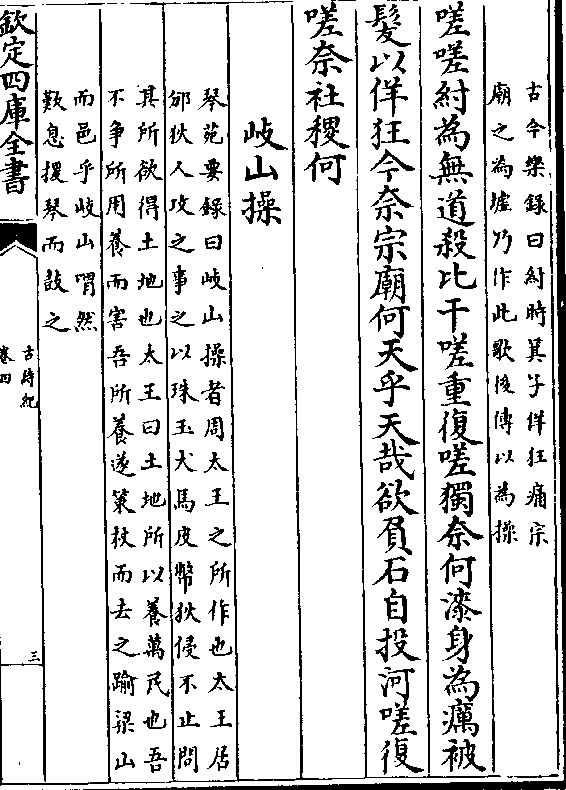 古今樂録曰紂時箕子佯狂痛宗
廟之為墟乃作此歌後傳以為操
嗟嗟紂為無道殺比干嗟重復嗟獨奈何漆身為癘被
髮以佯狂今奈宗廟何天乎天哉欲負石自投河嗟復
嗟奈社稷何
岐山操
琴苑要録曰岐山操者周太王之所作也太王居
邠狄人攻之事之以珠玉犬馬皮幣狄侵不止問
其所欲得土地也太王曰土地所以養萬民也吾
不爭所用養而害吾所養遂策杖而去之踰梁山
而邑乎岐山喟然
歎息援琴而鼓之
欽定四庫全書
古詩紀
卷四
三